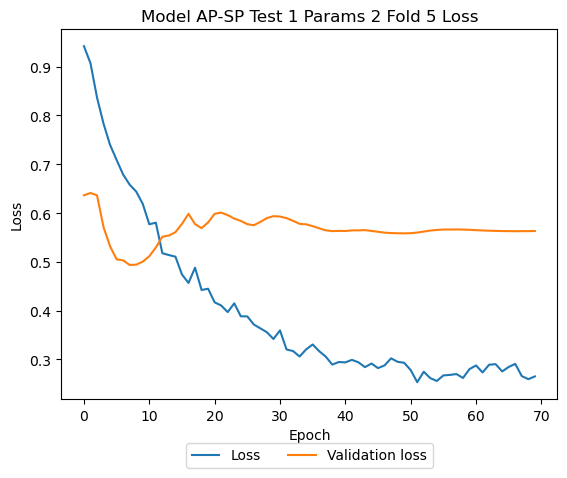 Model AP-SP Test 1 Params 2 Fold 5 Loss
Loss
0.9
0.8
0.7
0.6
0.5
0.4
0.3
0 10 20 30 40 50 60 70
Epoch
Loss Validation loss